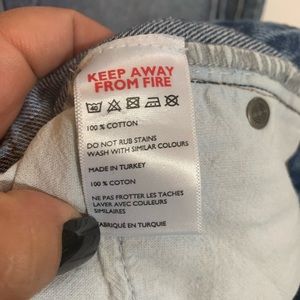 KEEP AWAY
FROM FIRE
100 % COTTON
DO NOT RUB STAINS
WASH WITH SIMILAR COLOURS
MADE IN TURKEY
100 % COTON
NE PAS FROTTER LES TACHES
LAVER AVEC COULEURS
SIMILAIRES
FABRIQUÉ EN TURQUIE